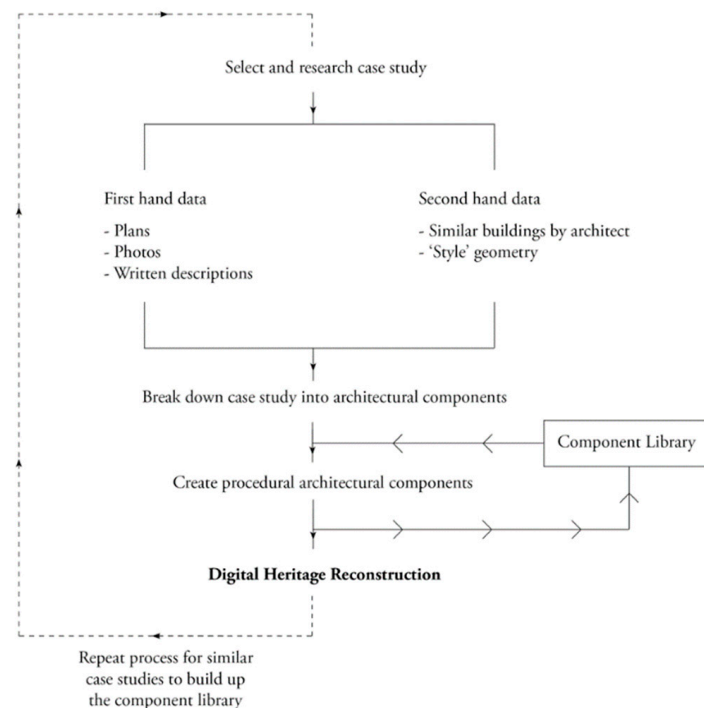 Select and research case study
First hand data
- Plans
- Photos
- Written descriptions
Second hand data
- Similar buildings by architect
- ‘Style’ geometry
Break down case study into architectural components
Component Library
Create procedural architectural components
Digital Heritage Reconstruction
Repeat process for similar
case studies to build up
the component library